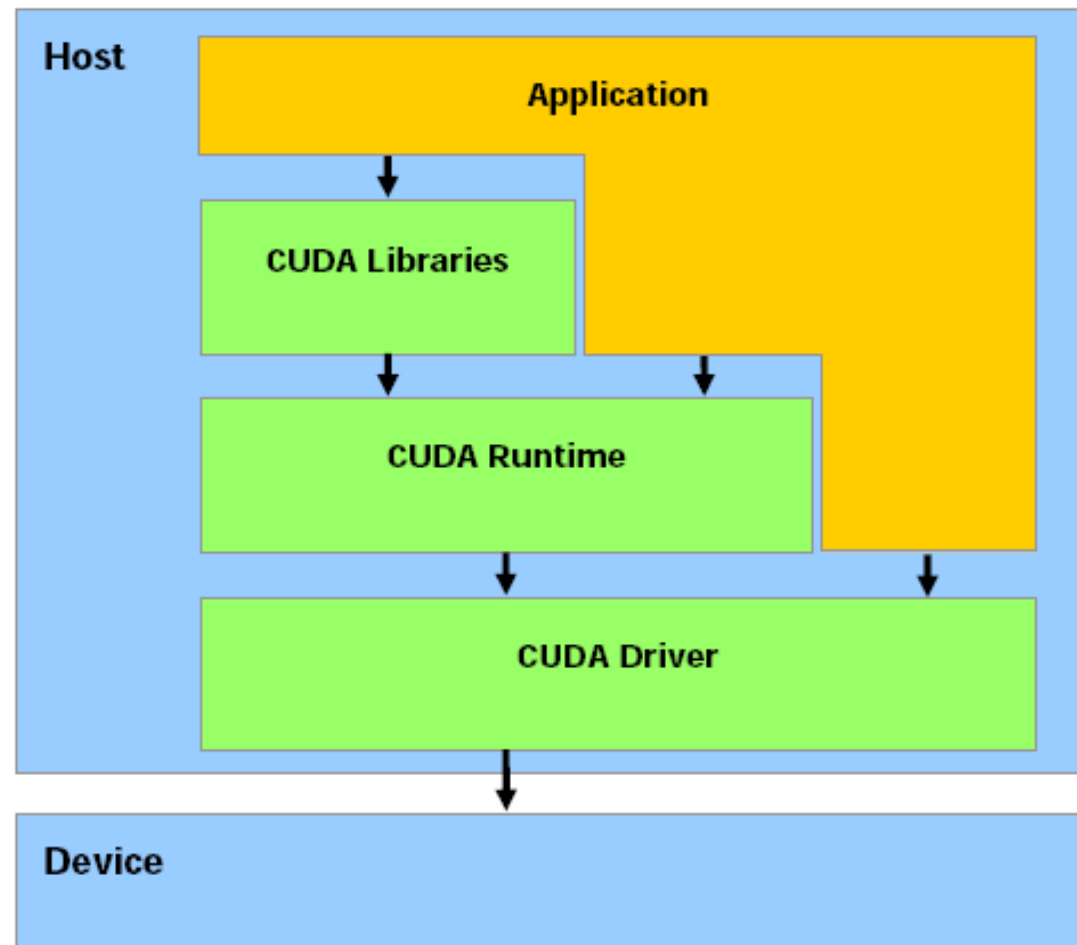 Host
Application
CUDA Libraries
CUDA Runtime
CUDA Driver
Device